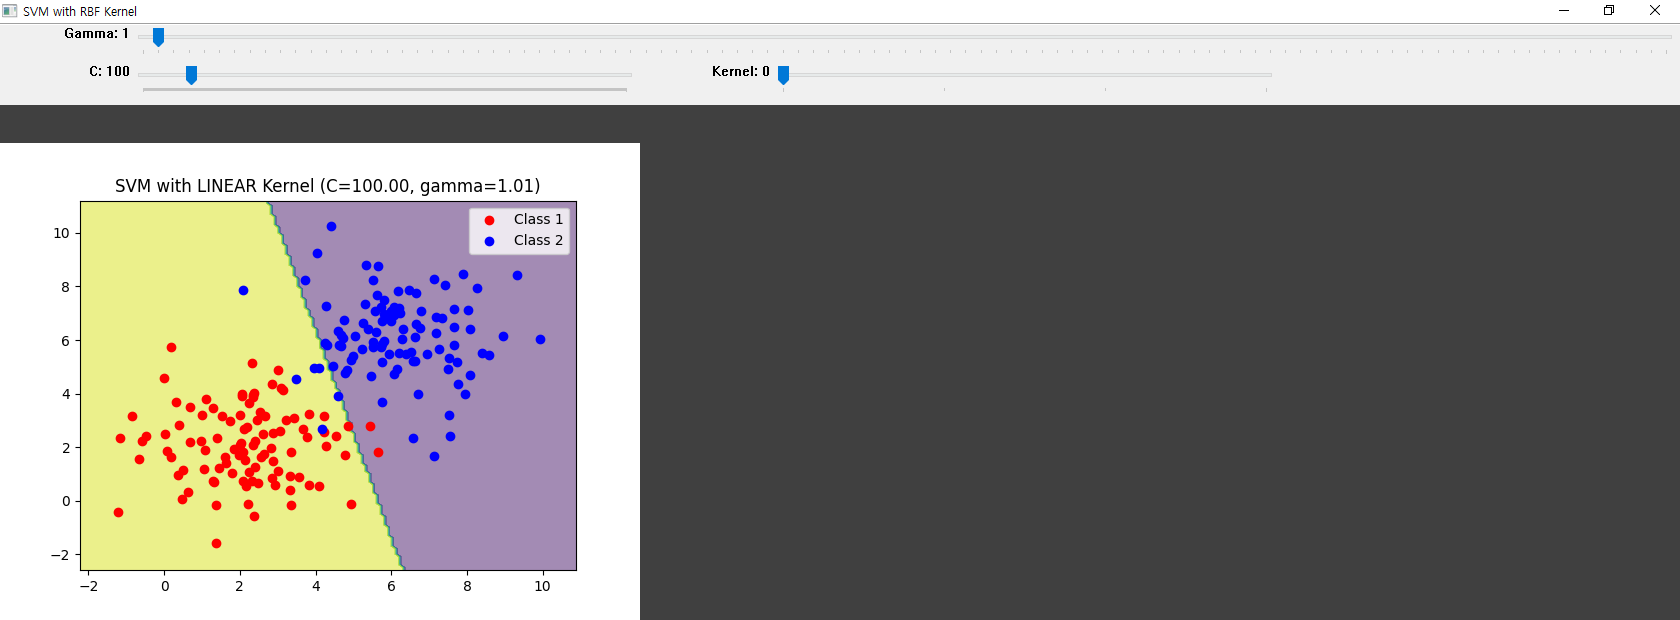 SVM with RBF Kernel
Gamma: 1
C: 100
Kernel: 0
SVM with LINEAR Kernel (C=100.00, gamma=1.01)
Class 1
Class 2
10
8
6
4
2
0
−2
−2 0 2 4 6 8 10